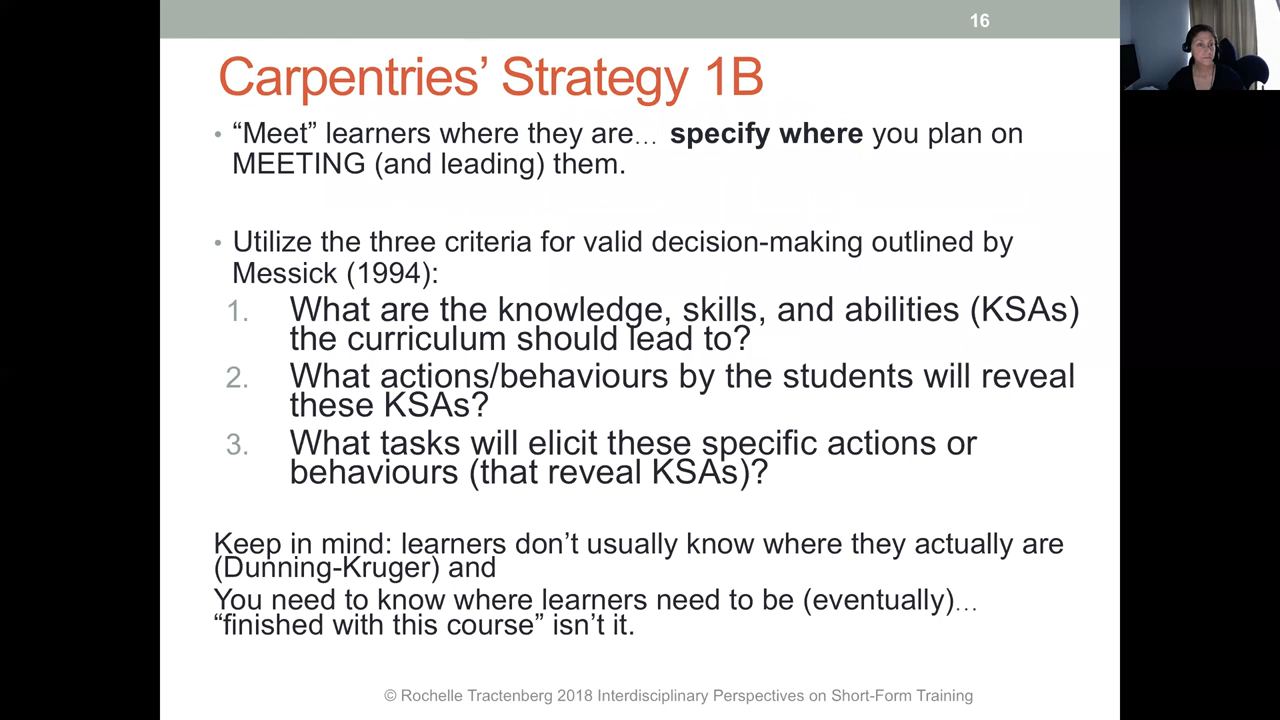 16
Carpentries’ Strategy 1B
• “Meet” learners where they are… specify where you plan on
MEETING (and leading) them.
• Utilize the three criteria for valid decision-making outlined by
Messick (1994):
1. What are the knowledge, skills, and abilities (KSAs)
the curriculum should lead to?
2. What actions/behaviours by the students will reveal
these KSAs?
3. What tasks will elicit these specific actions or
behaviours (that reveal KSAs)?
Keep in mind: learners don’t usually know where they actually are
(Dunning-Kruger) and
You need to know where learners need to be (eventually)…
“finished with this course” isn’t it.
© Rochelle Tractenberg 2018 Interdisciplinary Perspectives on Short-Form Training